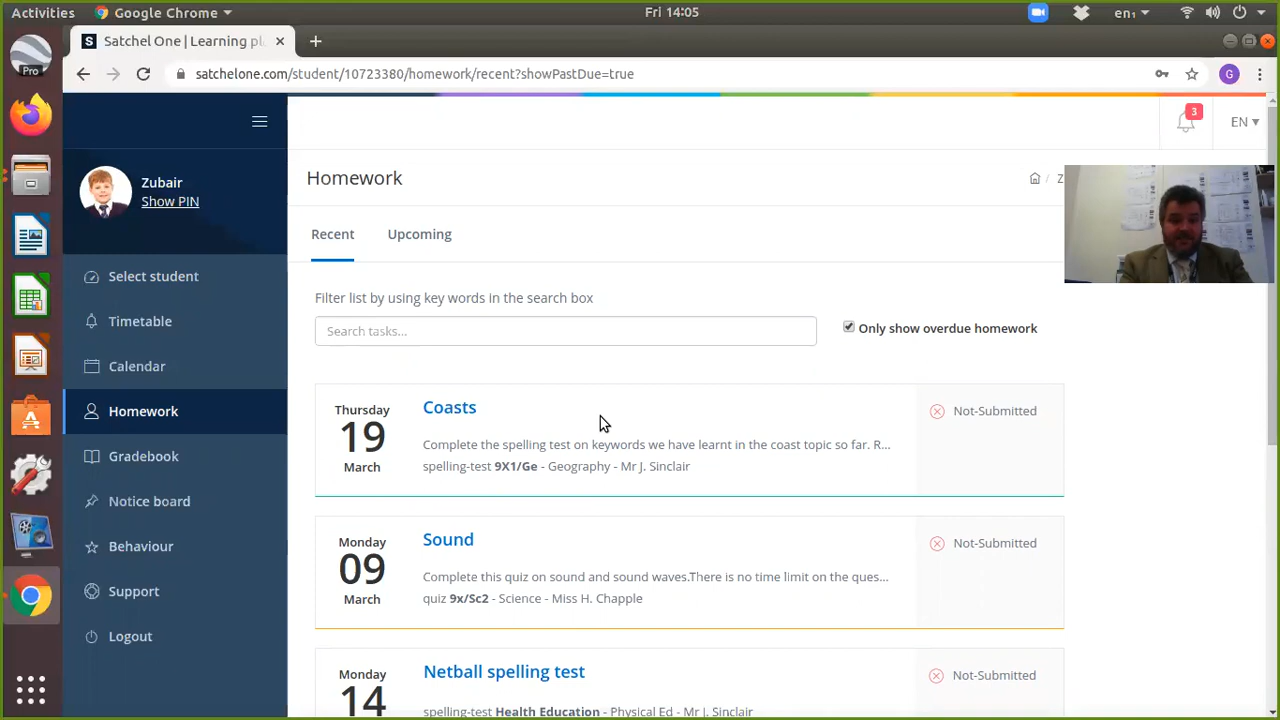 Activities Google Chrome Fri 14:05 en₁
Satchel One | Learning pl
satchelone.com/student/10723380/homework/recent?showPastDue=true G
Pro
3
EN
Zubair
Show PIN
Homework
Z
Recent Upcoming
Select student
Timetable
Calendar
Homework
Gradebook
Notice board
Behaviour
Support
Logout
Filter list by using key words in the search box
Search tasks...
Only show overdue homework
Thursday
19
March
Coasts
Complete the spelling test on keywords we have learnt in the coast topic so far. R...
spelling-test 9X1/Ge - Geography - Mr J. Sinclair
Not-Submitted
Monday
09
March
Sound
Complete this quiz on sound and sound waves.There is no time limit on the ques...
quiz 9x/Sc2 - Science - Miss H. Chapple
Not-Submitted
Monday
14
Netball spelling test
spelling-test Health Education - Physical Ed - Mr J. Sinclair
Not-Submitted